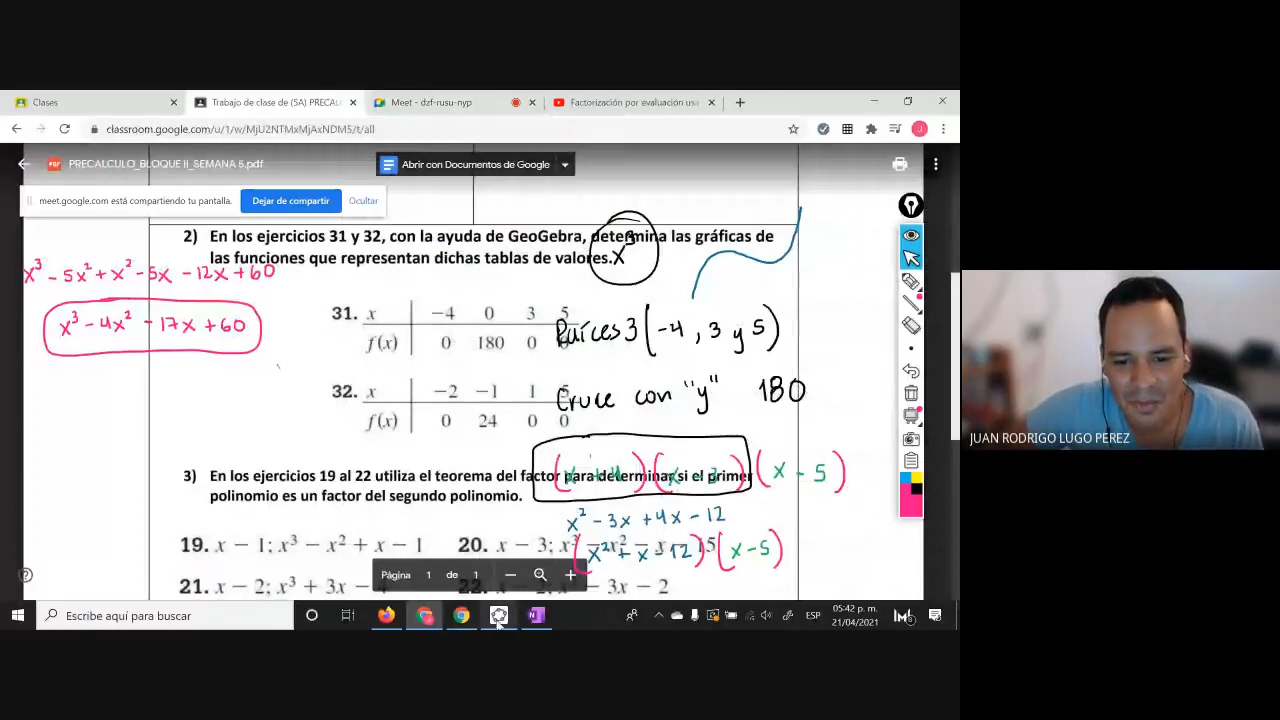 Clases
Trabajo de clase de (5A) PRECÁL
Meet - dzf-rusu-nyp
Factorización por evaluación usa
classroom.google.com/u/1/w/MjU2NTMxMjAxNDM5/t/all
PDF PRECALCULO_BLOQUE II_SEMANA 5.pdf
Abrir con Documentos de Google
meet.google.com está compartiendo tu pantalla.
Dejar de compartir
Ocultar
2) En los ejercicios 31 y 32, con la ayuda de GeoGebra, determina las gráficas de
las funciones que representan dichas tablas de valores.
x³
x³ - 5x² + x² - 5x - 12x + 60
x³ - 4x² - 17x + 60
31. x -4 0 3 5
f(x) 0 180 0
Raíces 3 (-4, 3 y 5)
32. x -2 -1 1 5
f(x) 0 24 0 0
Cruce con "y" 180
3) En los ejercicios 19 al 22 utiliza el teorema del factor para determinar si el primer
polinomio es un factor del segundo polinomio.
(x + 4)(x - 3)(x - 5)
x² - 3x + 4x - 12
(x² + x - 12)(x - 5)
19. x − 1; x³ − x² + x − 1
20. x − 3; x³ − x² − x − 15
21. x − 2; x³ + 3x −
− 3x − 2
Página 1 de 1
JUAN RODRIGO LUGO PEREZ
Escribe aquí para buscar
ESP
05:42 p. m.
21/04/2021